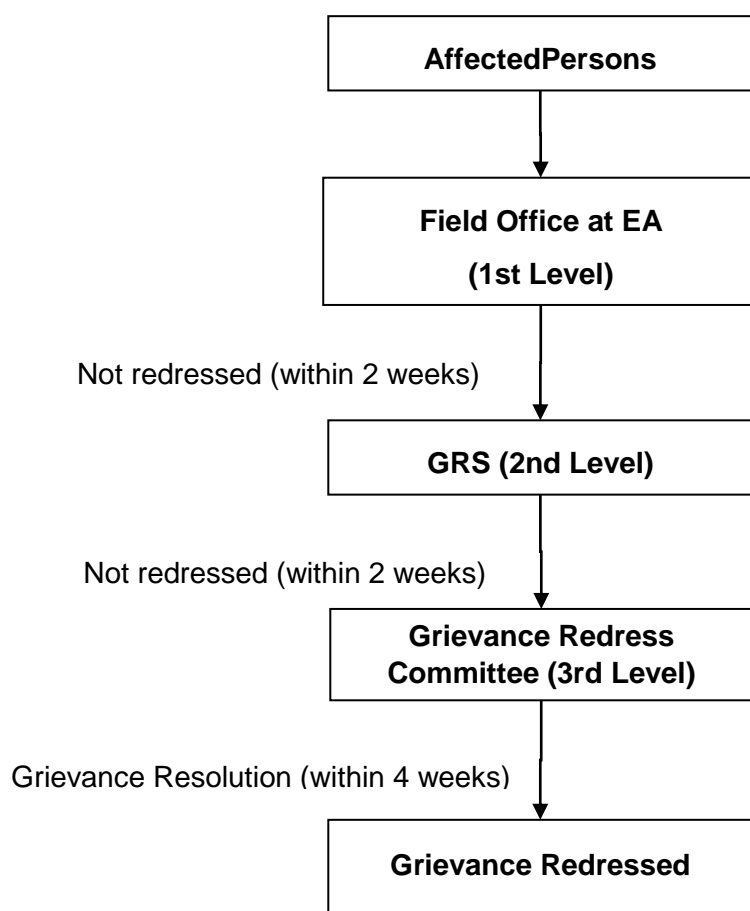 AffectedPersons
Field Office at EA
(1st Level)
Not redressed (within 2 weeks)
GRS (2nd Level)
Not redressed (within 2 weeks)
Grievance Redress
Committee (3rd Level)
Grievance Resolution (within 4 weeks)
Grievance Redressed